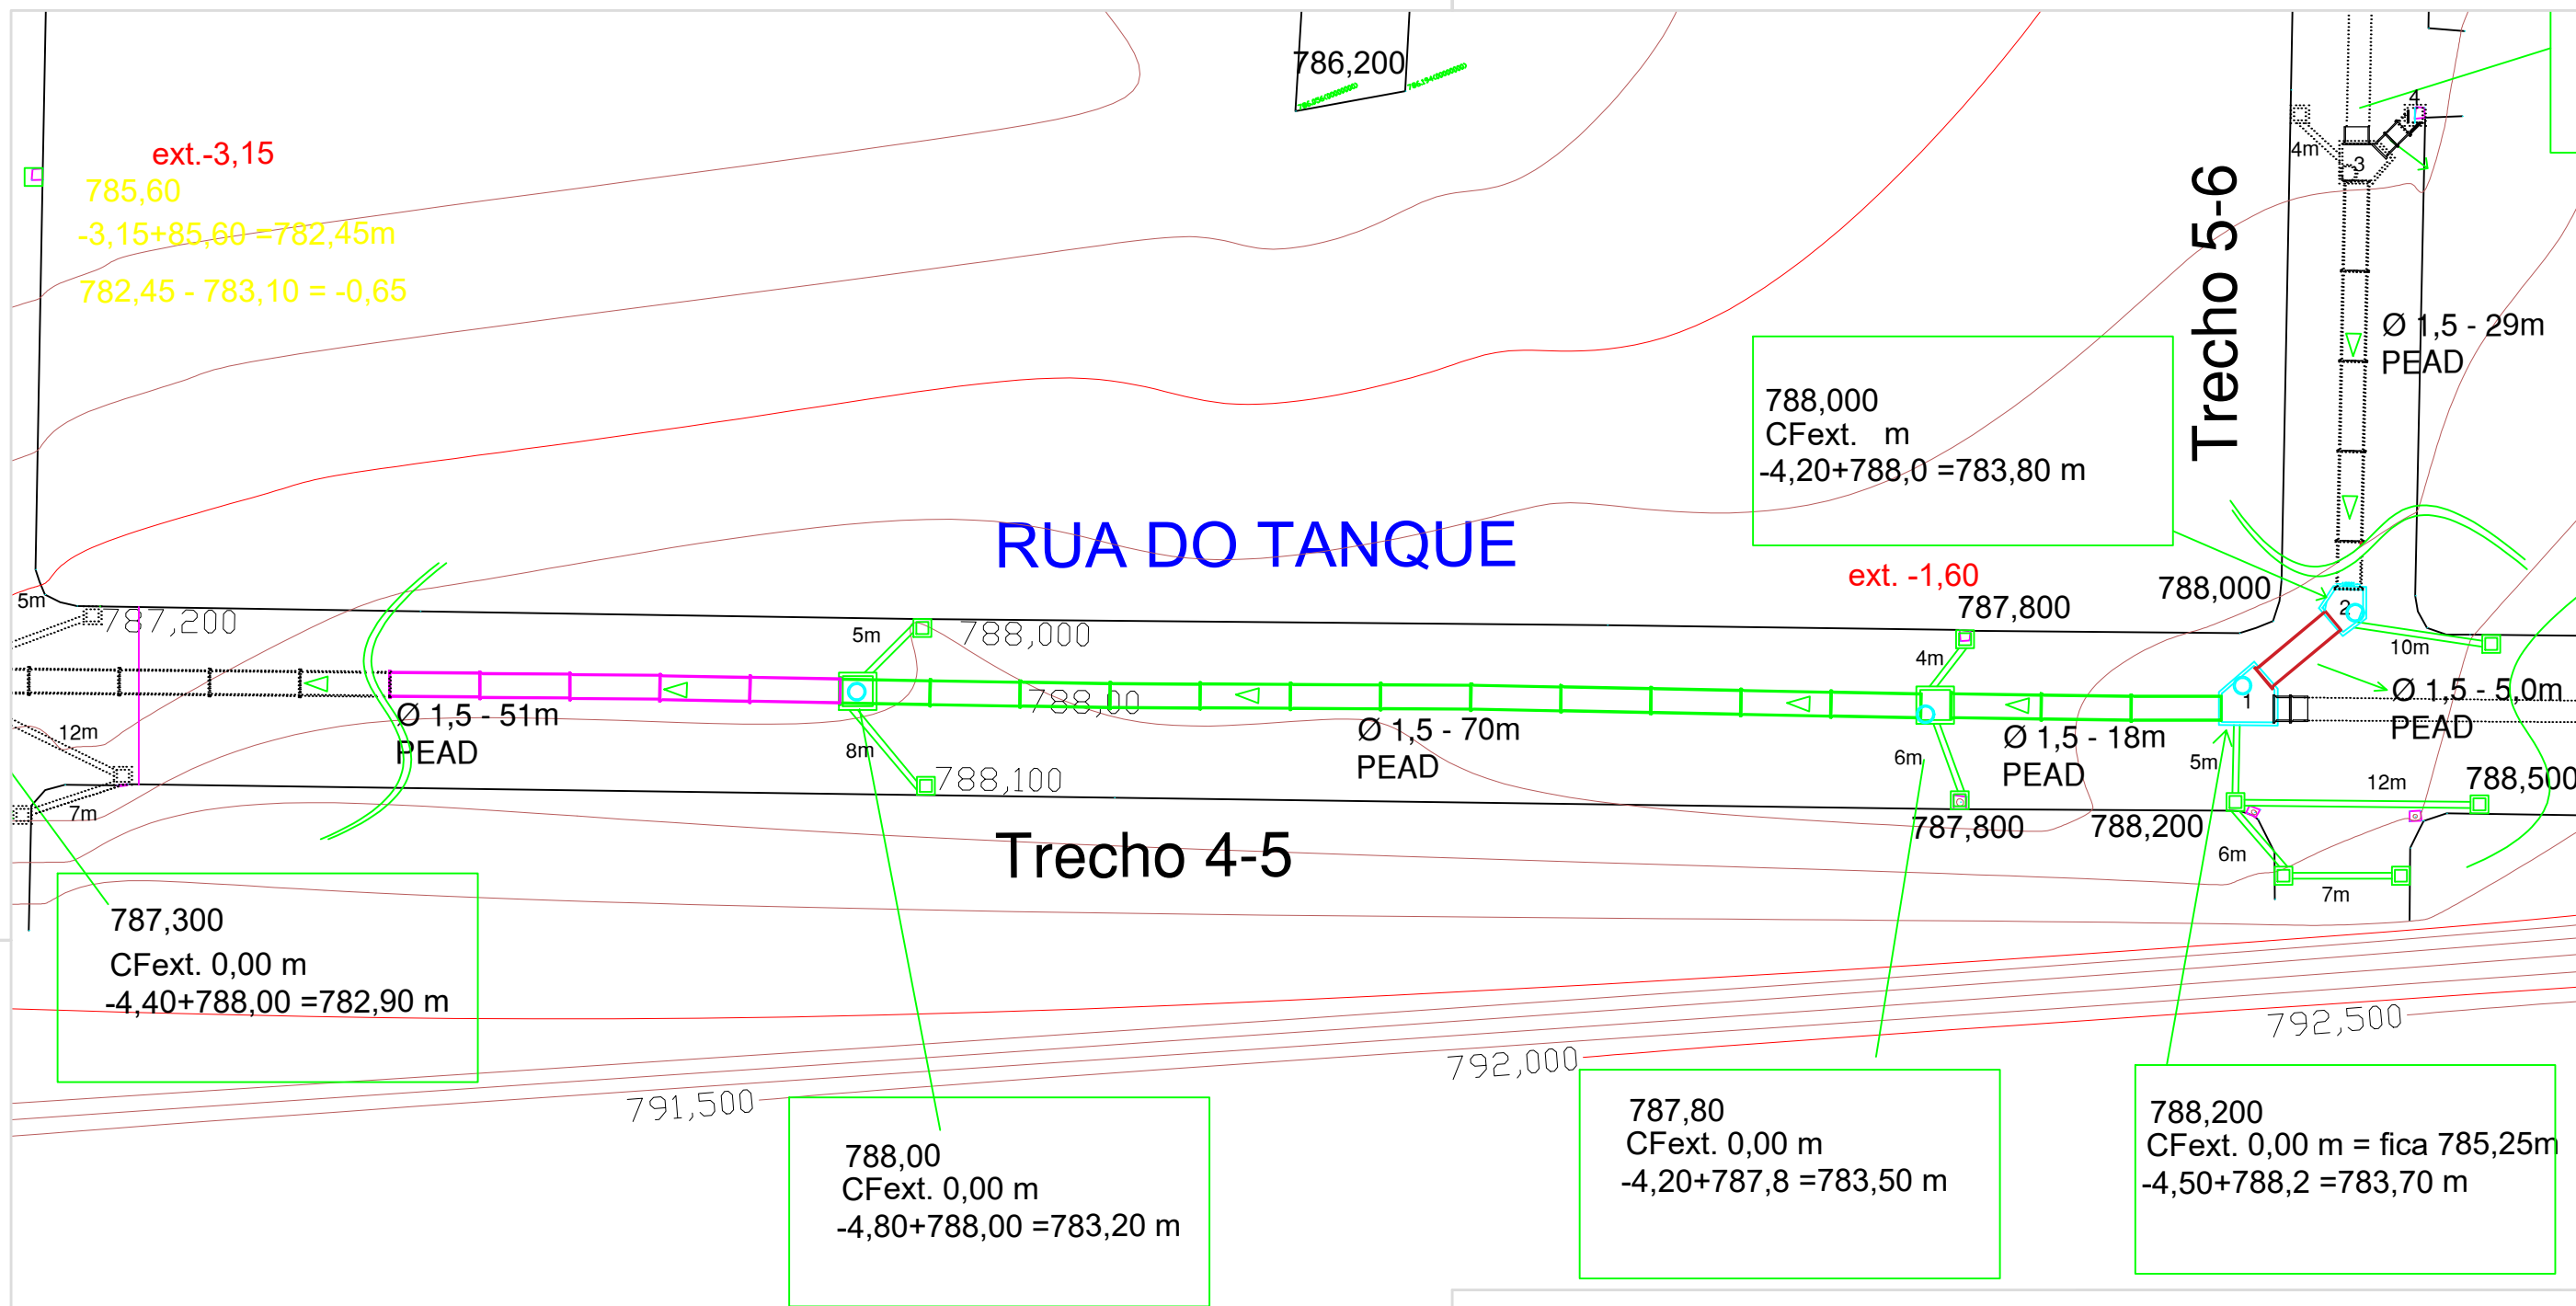 786,200
ext.-3,15
785,60
-3,15+85,60 =782,45m
782,45 - 783,10 = -0,65
4
4m
3
Trecho 5-6
Ø 1,5 - 29m
PEAD
788,000
CFext. m
-4,20+788,0 =783,80 m
RUA DO TANQUE
ext. -1,60
787,800
788,000
2
5m
787,200
5m
788,000
4m
10m
788,00
1
Ø 1,5 - 5,0m
PEAD
Ø 1,5 - 51m
PEAD
12m
8m
Ø 1,5 - 70m
PEAD
6m
Ø 1,5 - 18m
PEAD
5m
12m
788,500
788,100
7m
787,800
788,200
6m
7m
Trecho 4-5
787,300
CFext. 0,00 m
-4,40+788,00 =782,90 m
791,500
792,000
792,500
788,00
CFext. 0,00 m
-4,80+788,00 =783,20 m
787,80
CFext. 0,00 m
-4,20+787,8 =783,50 m
788,200
CFext. 0,00 m = fica 785,25m
-4,50+788,2 =783,70 m